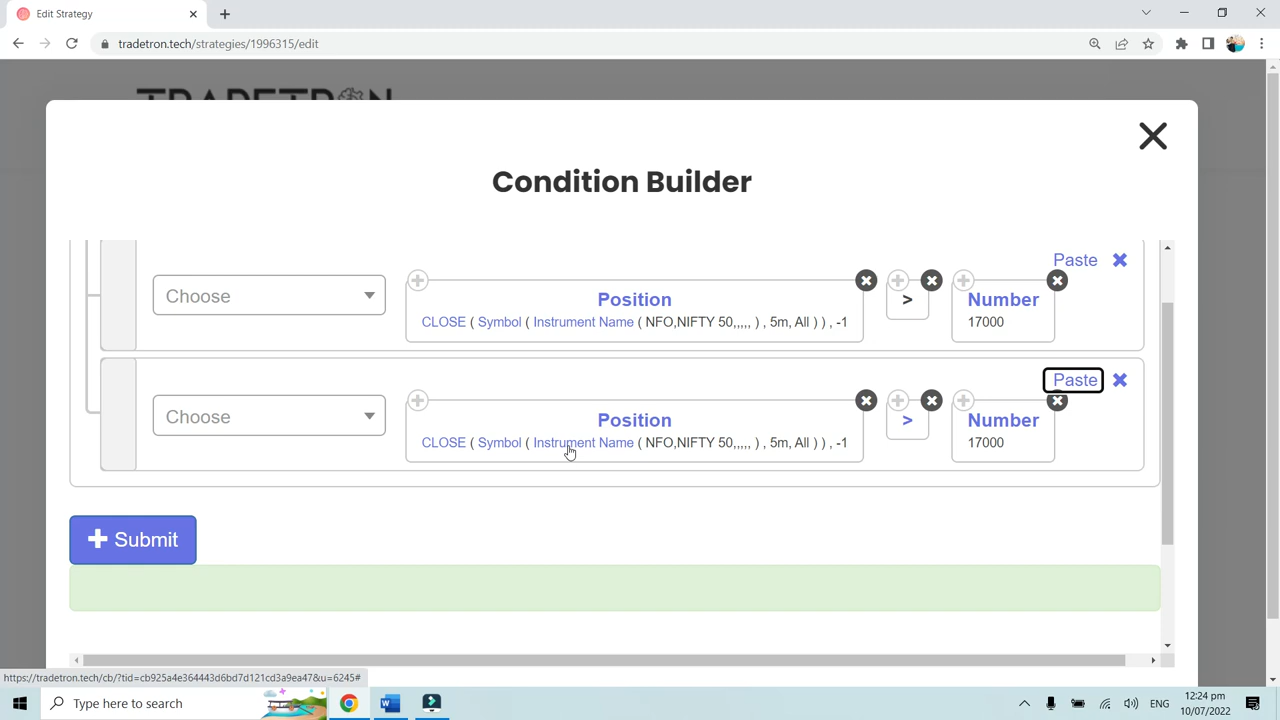 Edit Strategy
tradetron.tech/strategies/1996315/edit
TRADETRON
Condition Builder
Paste
Choose
Position
CLOSE ( Symbol ( Instrument Name ( NFO,NIFTY 50,,,,, ) , 5m, All ) ) , -1
>
Number
17000
Paste
Choose
Position
CLOSE ( Symbol ( Instrument Name ( NFO,NIFTY 50,,,,, ) , 5m, All ) ) , -1
>
Number
17000
Submit
https://tradetron.tech/cb/?tid=cb925a4e364443d6bd7d121cd3a9ea47&u=6245#
Type here to search
ENG
12:24 pm
10/07/2022